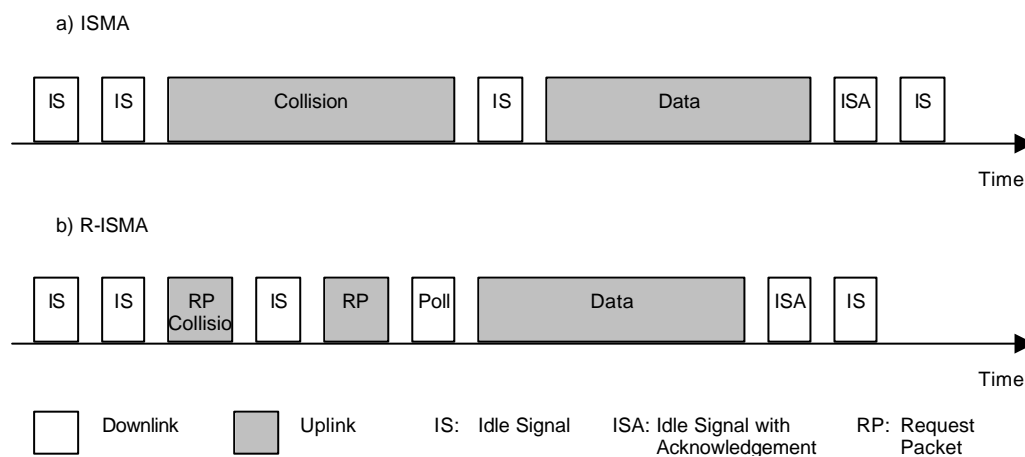 a) ISMA
IS IS Collision IS Data ISA IS
Time
b) R-ISMA
IS IS RP Collisio IS RP Poll Data ISA IS
Time
Downlink Uplink IS: Idle Signal ISA: Idle Signal with Acknowledgement RP: Request Packet